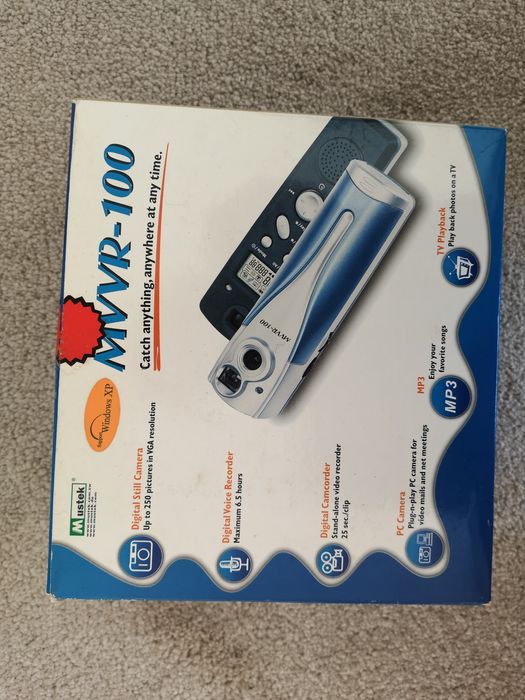 Mustek®
Support Windows XP
MVVR-100
Catch anything, anywhere at any time.
Digital Still Camera
Up to 250 pictures in VGA resolution
Digital Voice Recorder
Maximum 6.5 hours
Digital Camcorder
Stand-alone video recorder
25 sec./clip
PC Camera
Plug-n-play PC camera for
video mails and net meetings
MP3
MP3
Enjoy your
favorite songs
TV Playback
Play back photos on a TV
MVVR-100